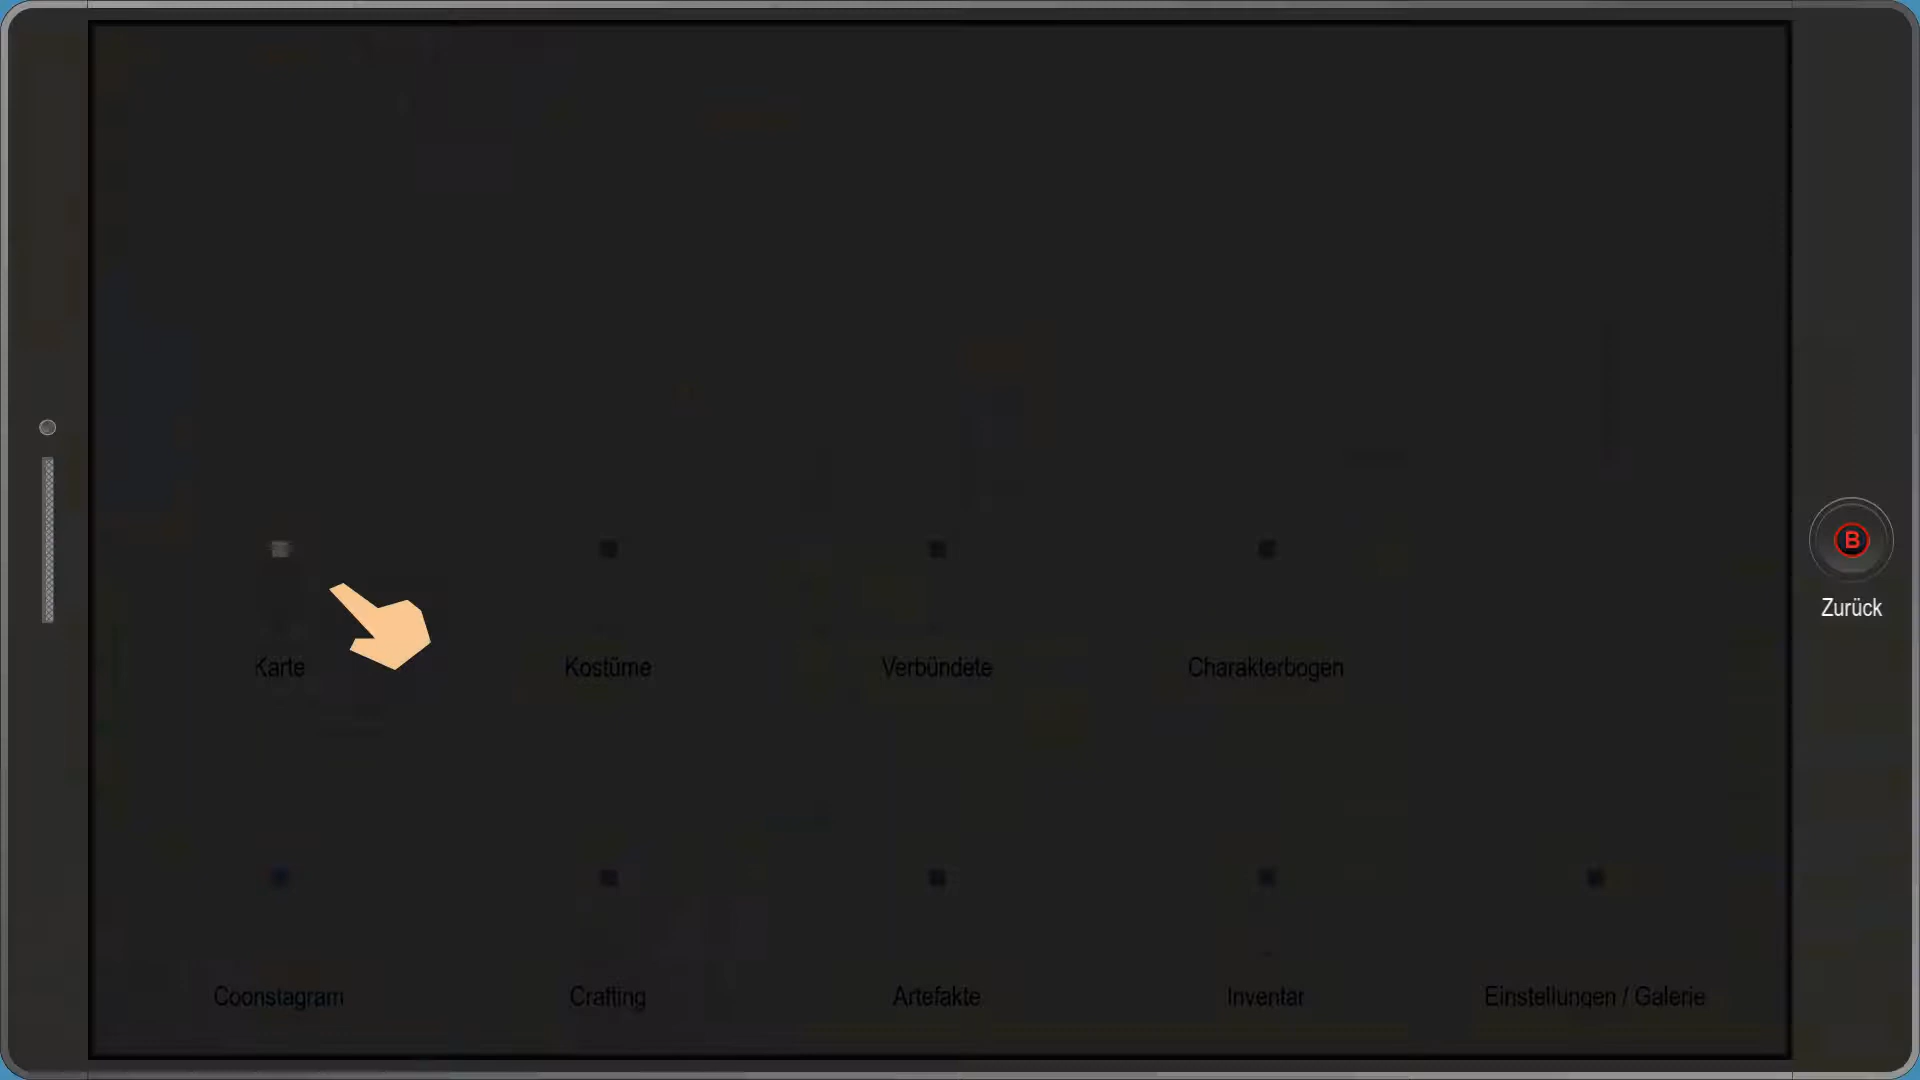 B
Zurück
Karte
Kostüme
Verbündete
Charakterbogen
Coonstagram
Crafting
Artefakte
Inventar
Einstellungen / Galerie